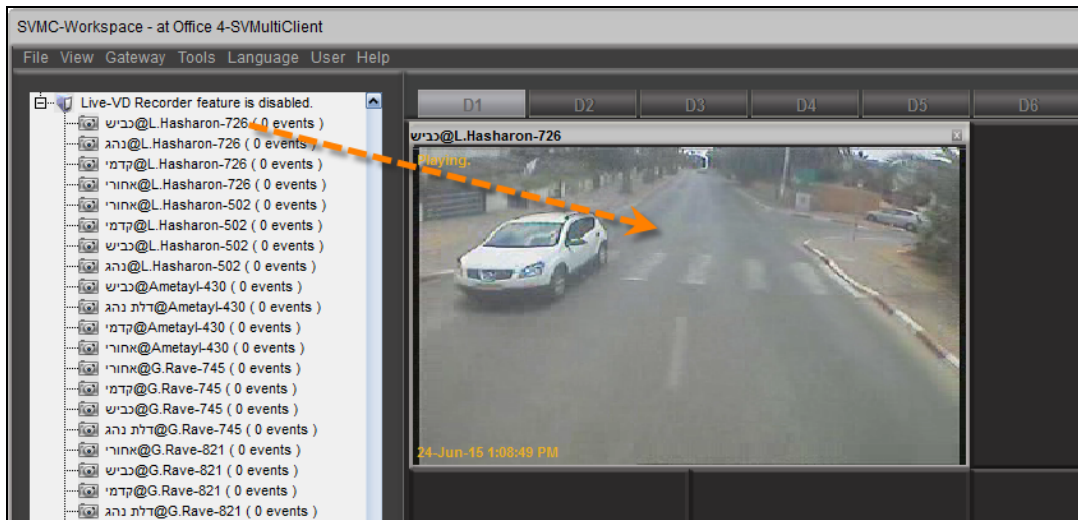 SVMC-Workspace - at Office 4-SVMultiClient
File View Gateway Tools Language User Help
Live-VD Recorder feature is disabled.
כביש@L.Hasharon-726 ( 0 events )
נהג@L.Hasharon-726 ( 0 events )
קדמי@L.Hasharon-726 ( 0 events )
אחורי@L.Hasharon-726 ( 0 events )
אחורי@L.Hasharon-502 ( 0 events )
קדמי@L.Hasharon-502 ( 0 events )
כביש@L.Hasharon-502 ( 0 events )
נהג@L.Hasharon-502 ( 0 events )
כביש@Ametayl-430 ( 0 events )
דלת נהג@Ametayl-430 ( 0 events )
קדמי@Ametayl-430 ( 0 events )
אחורי@Ametayl-430 ( 0 events )
אחורי@G.Rave-745 ( 0 events )
קדמי@G.Rave-745 ( 0 events )
כביש@G.Rave-745 ( 0 events )
דלת נהג@G.Rave-745 ( 0 events )
אחורי@G.Rave-821 ( 0 events )
כביש@G.Rave-821 ( 0 events )
קדמי@G.Rave-821 ( 0 events )
דלת נהג@G.Rave-821 ( 0 events )
D1 D2 D3 D4 D5 D6
כביש@L.Hasharon-726
Playing.
24-Jun-15 1:08:49 PM